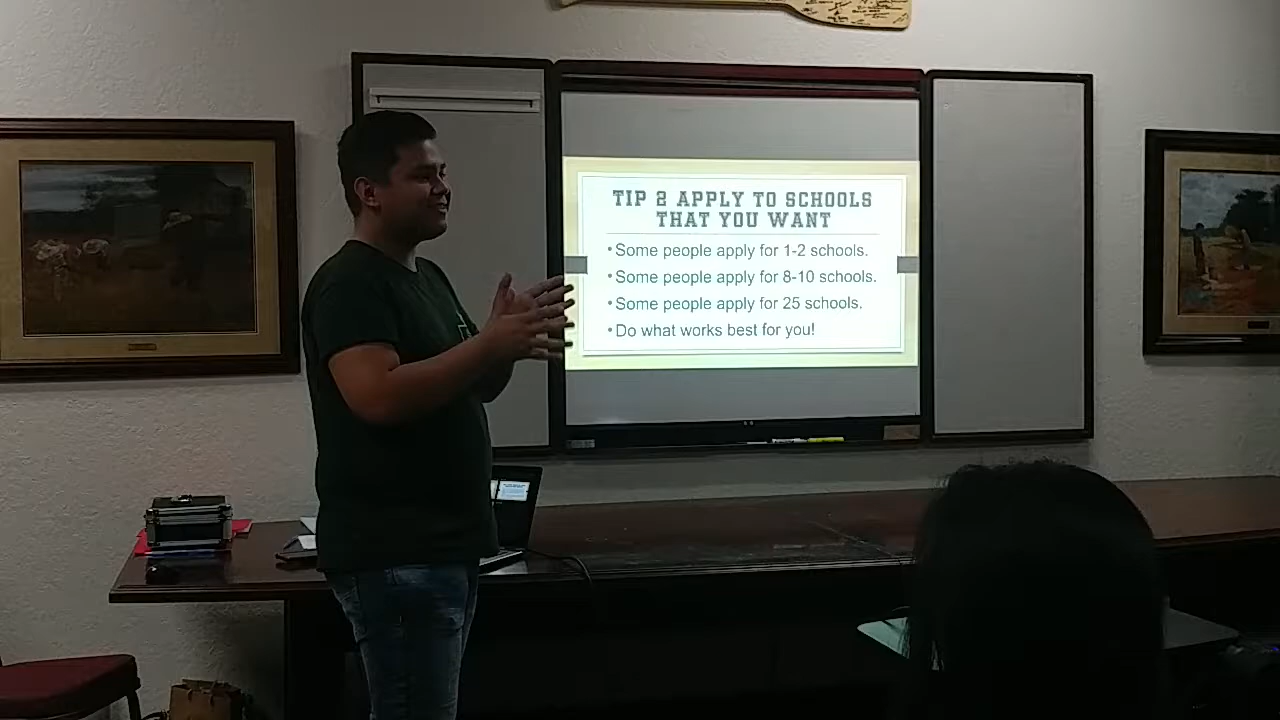 TIP 2 APPLY TO SCHOOLS
THAT YOU WANT
•Some people apply for 1-2 schools.
•Some people apply for 8-10 schools.
•Some people apply for 25 schools.
•Do what works best for you!